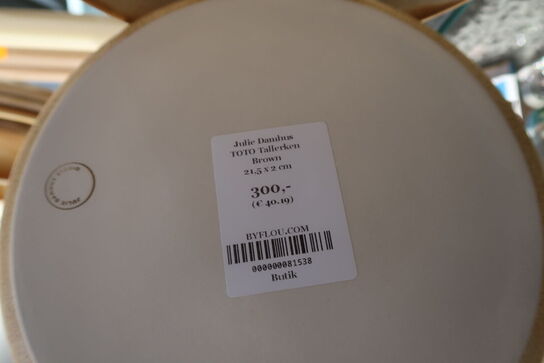 Julie Damhus
TOTO Tallerken
Brown
21,5 x 2 cm
300,-
(€ 40.19)
BYFLOU.COM
000000081538
Butik